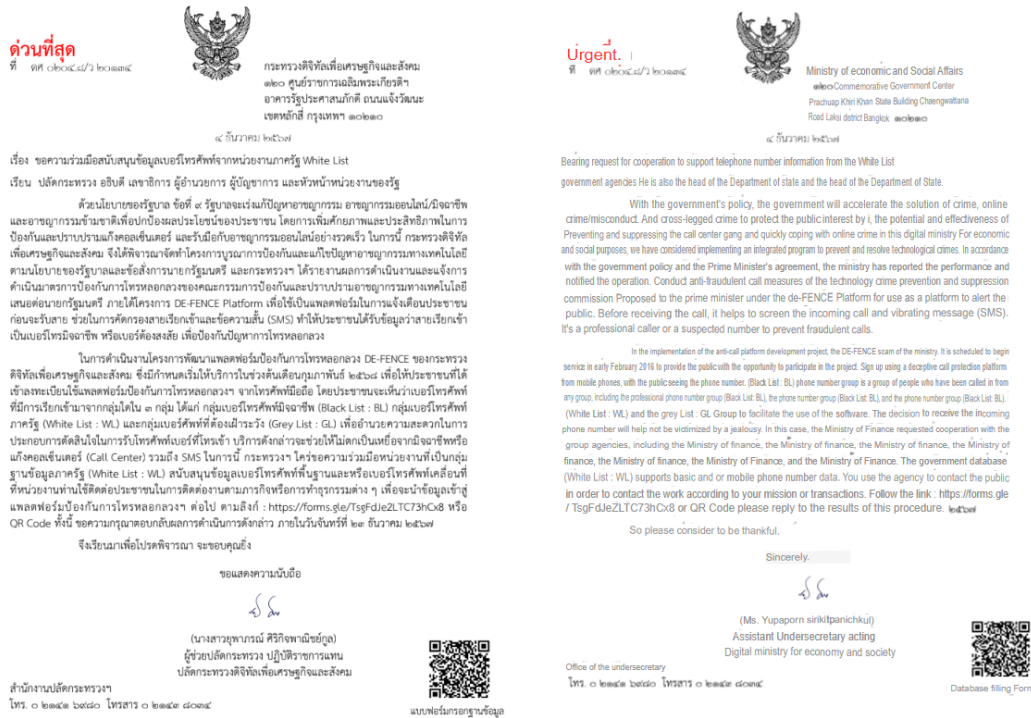 ด่วนที่สุด
ที่ ดศ ๐๒๐๔.๘/ว ๒๐๑๓๔
กระทรวงดิจิทัลเพื่อเศรษฐกิจและสังคม
๑๒๐ ศูนย์ราชการเฉลิมพระเกียรติฯ
อาคารรัฐประศาสนภักดี ถนนแจ้งวัฒนะ
เขตหลักสี่ กรุงเทพฯ ๑๐๒๑๐
๔ ธันวาคม ๒๕๖๗
เรื่อง ขอความร่วมมือสนับสนุนข้อมูลเบอร์โทรศัพท์จากหน่วยงานภาครัฐ White List
เรียน ปลัดกระทรวง อธิบดี เลขาธิการ ผู้อำนวยการ ผู้บัญชาการ และหัวหน้าหน่วยงานของรัฐ
ด้วยนโยบายของรัฐบาล ข้อที่ ๙ รัฐบาลจะเร่งแก้ปัญหาอาชญากรรม อาชญากรรมออนไลน์/มิจฉาชีพ
และอาชญากรรมข้ามชาติเพื่อปกป้องผลประโยชน์ของประชาชน โดยการเพิ่มศักยภาพและประสิทธิภาพในการ
ป้องกันและปราบปรามแก๊งคอลเซ็นเตอร์ และรับมือกับอาชญากรรมออนไลน์อย่างรวดเร็ว ในการนี้ กระทรวงดิจิทัล
เพื่อเศรษฐกิจและสังคม จึงได้พิจารณาจัดทำโครงการบูรณาการป้องกันและแก้ไขปัญหาอาชญากรรมทางเทคโนโลยี
ตามนโยบายของรัฐบาลและข้อสั่งการนายกรัฐมนตรี และกระทรวงฯ ได้รายงานผลการดำเนินงานและแจ้งการ
ดำเนินมาตรการป้องกันการโทรหลอกลวงของคณะกรรมการป้องกันและปราบปรามอาชญากรรมทางเทคโนโลยี
เสนอต่อนายกรัฐมนตรี ภายใต้โครงการ DE-FENCE Platform เพื่อใช้เป็นแพลตฟอร์มในการแจ้งเตือนประชาชน
ก่อนจะรับสาย ช่วยในการคัดกรองสายเรียกเข้าและข้อความสั้น (SMS) ทำให้ประชาชนได้รับข้อมูลว่าสายเรียกเข้า
เป็นเบอร์โทรมิจฉาชีพ หรือเบอร์ต้องสงสัย เพื่อป้องกันปัญหาการโทรหลอกลวง
ในการดำเนินงานโครงการพัฒนาแพลตฟอร์มป้องกันการโทรหลอกลวง DE-FENCE ของกระทรวง
ดิจิทัลเพื่อเศรษฐกิจและสังคม ซึ่งมีกำหนดเริ่มให้บริการในช่วงต้นเดือนกุมภาพันธ์ ๒๕๖๘ เพื่อให้ประชาชนที่ได้
เข้าลงทะเบียนใช้แพลตฟอร์มป้องกันการโทรหลอกลวงฯ จากโทรศัพท์มือถือ โดยประชาชนจะเห็นว่าเบอร์โทรศัพท์
ที่มีการเรียกเข้ามาจากกลุ่มใดใน ๓ กลุ่ม ได้แก่ กลุ่มเบอร์โทรศัพท์มิจฉาชีพ (Black List : BL) กลุ่มเบอร์โทรศัพท์
ภาครัฐ (White List : WL) และกลุ่มเบอร์ศัพท์ที่ต้องเฝ้าระวัง (Grey List : GL) เพื่ออำนวยความสะดวกในการ
ประกอบการตัดสินใจในการรับโทรศัพท์เบอร์ที่โทรเข้า บริการดังกล่าวจะช่วยให้ไม่ตกเป็นเหยื่อจากมิจฉาชีพหรือ
แก๊งคอลเซ็นเตอร์ (Call Center) รวมถึง SMS ในการนี้ กระทรวงฯ ใคร่ขอความร่วมมือหน่วยงานที่เป็นกลุ่ม
ฐานข้อมูลภาครัฐ (White List : WL) สนับสนุนข้อมูลเบอร์โทรศัพท์พื้นฐานและหรือเบอร์โทรศัพท์เคลื่อนที่
ที่หน่วยงานท่านใช้ติดต่อประชาชนในการติดต่องานตามภารกิจหรือการทำธุรกรรมต่าง ๆ เพื่อจะนำข้อมูลเข้าสู่
แพลตฟอร์มป้องกันการโทรหลอกลวงฯ ต่อไป ตามลิงก์ : https://forms.gle/TsgFdJe2LTC73hCx8 หรือ
QR Code ทั้งนี้ ขอความกรุณาตอบกลับผลการดำเนินการดังกล่าว ภายในวันจันทร์ที่ ๒๓ ธันวาคม ๒๕๖๗
จึงเรียนมาเพื่อโปรดพิจารณา จะขอบคุณยิ่ง
ขอแสดงความนับถือ
(นางสาวยุพาภรณ์ ศิริกิจพาณิชย์กูล)
ผู้ช่วยปลัดกระทรวง ปฏิบัติราชการแทน
ปลัดกระทรวงดิจิทัลเพื่อเศรษฐกิจและสังคม
สำนักงานปลัดกระทรวงฯ
โทร. ๐ ๒๑๔๑ ๖๙๘๐ โทรสาร ๐ ๒๑๔๓ ๘๐๓๔
แบบฟอร์มกรอกฐานข้อมูล
Urgent.
ที่ ดศ ๐๒๐๔.๘/ว ๒๐๑๓๔
Ministry of economic and Social Affairs
๑๒๐ Commemorative Government Center
Prachuap Khiri Khan State Building Chaengwattana
Road Laksi district Bangkok ๑๐๒๑๐
๔ ธันวาคม ๒๕๖๗
Bearing request for cooperation to support telephone number information from the White List
government agencies He is also the head of the Department of state and the head of the Department of State.
With the government's policy, the government will accelerate the solution of crime, online
crime/misconduct. And cross-legged crime to protect the public interest by i, the potential and effectiveness of
Preventing and suppressing the call center gang and quickly coping with online crime in this digital ministry For economic
and social purposes, we have considered implementing an integrated program to prevent and resolve technological crimes. In accordance
with the government policy and the Prime Minister's agreement, the ministry has reported the performance and
notified the operation. Conduct anti-fraudulent call measures of the technology crime prevention and suppression
commission Proposed to the prime minister under the de-FENCE Platform for use as a platform to alert the
public. Before receiving the call, it helps to screen the incoming call and vibrating message (SMS).
It's a professional caller or a suspected number to prevent fraudulent calls.
In the implementation of the anti-call platform development project, the DE-FENCE scam of the ministry. It is scheduled to begin
service in early February 2016 to provide the public with the opportunity to participate in the project. Sign up using a deceptive call protection platform
from mobile phones, with the public seeing the phone number. (Black List : BL) phone number group is a group of people who have been called in from
any group, including the professional phone number group (Black List: BL), the phone number group (Black List: BL), and the phone number group (Black List: BL).
(White List : WL) and the grey List : GL Group to facilitate the use of the software. The decision to receive the incoming
phone number will help not be victimized by a jealousy. In this case, the Ministry of Finance requested cooperation with the
group agencies, including the Ministry of finance, the Ministry of finance, the Ministry of finance, the Ministry of
finance, the Ministry of finance, the Ministry of Finance, and the Ministry of Finance. The government database
(White List : WL) supports basic and or mobile phone number data. You use the agency to contact the public
in order to contact the work according to your mission or transactions. Follow the link : https://forms.gle
/ TsgFdJeZLTC73hCx8 or QR Code please reply to the results of this procedure. ๒๕๖๗
So please consider to be thankful.
Sincerely.
(Ms. Yupaporn sirikitpanichkul)
Assistant Undersecretary acting
Digital ministry for economy and society
Office of the undersecretary
โทร. ๐ ๒๑๔๑ ๖๙๘๐ โทรสาร ๐ ๒๑๔๓ ๘๐๓๔
Database filling Form